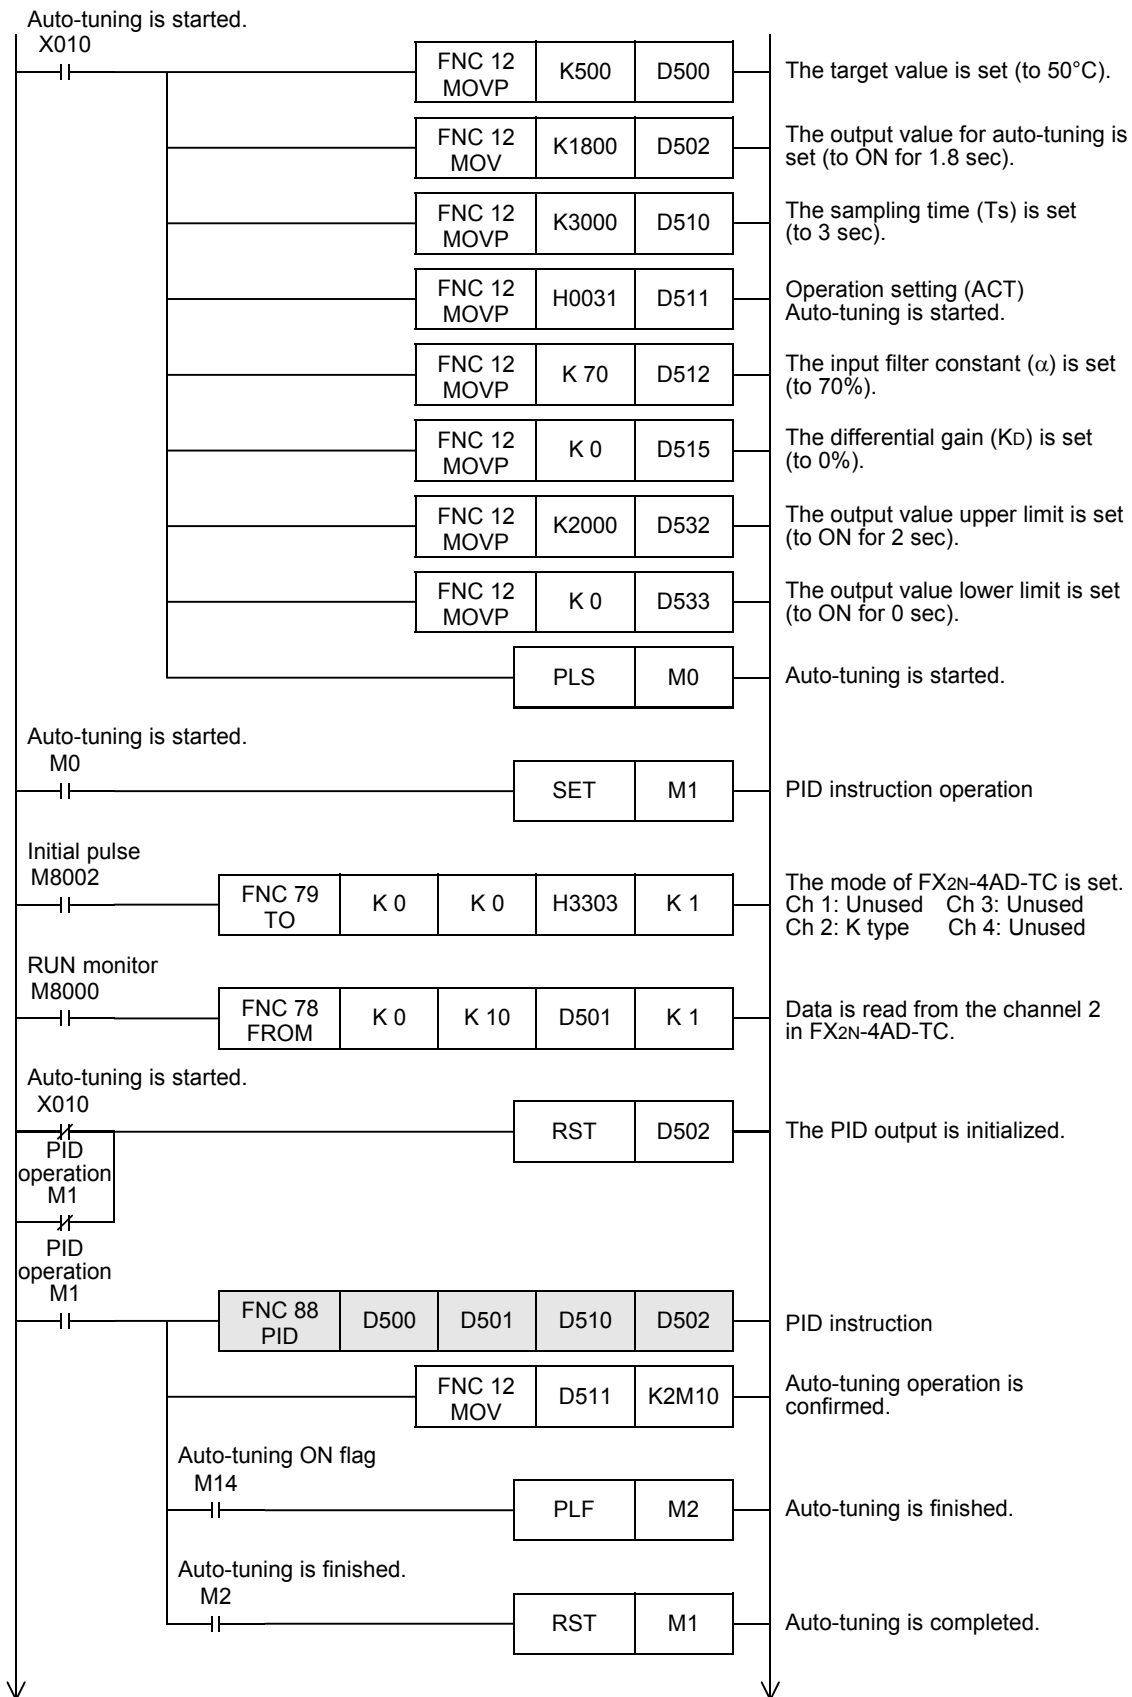 Auto-tuning is started.
X010
FNC 12 MOVP K500 D500 The target value is set (to 50°C).
FNC 12 MOV K1800 D502 The output value for auto-tuning is
set (to ON for 1.8 sec).
FNC 12 MOVP K3000 D510 The sampling time (Ts) is set
(to 3 sec).
FNC 12 MOVP H0031 D511 Operation setting (ACT)
Auto-tuning is started.
FNC 12 MOVP K 70 D512 The input filter constant (α) is set
(to 70%).
FNC 12 MOVP K 0 D515 The differential gain (KD) is set
(to 0%).
FNC 12 MOVP K2000 D532 The output value upper limit is set
(to ON for 2 sec).
FNC 12 MOVP K 0 D533 The output value lower limit is set
(to ON for 0 sec).
PLS M0 Auto-tuning is started.
Auto-tuning is started.
M0
SET M1 PID instruction operation
Initial pulse
M8002
FNC 79 TO K 0 K 0 H3303 K 1 The mode of FX2N-4AD-TC is set.
Ch 1: Unused Ch 3: Unused
Ch 2: K type Ch 4: Unused
RUN monitor
M8000
FNC 78 FROM K 0 K 10 D501 K 1 Data is read from the channel 2
in FX2N-4AD-TC.
Auto-tuning is started.
X010
RST D502 The PID output is initialized.
PID
operation
M1
PID
operation
M1
FNC 88 PID D500 D501 D510 D502 PID instruction
FNC 12 MOV D511 K2M10 Auto-tuning operation is
confirmed.
Auto-tuning ON flag
M14
PLF M2 Auto-tuning is finished.
Auto-tuning is finished.
M2
RST M1 Auto-tuning is completed.